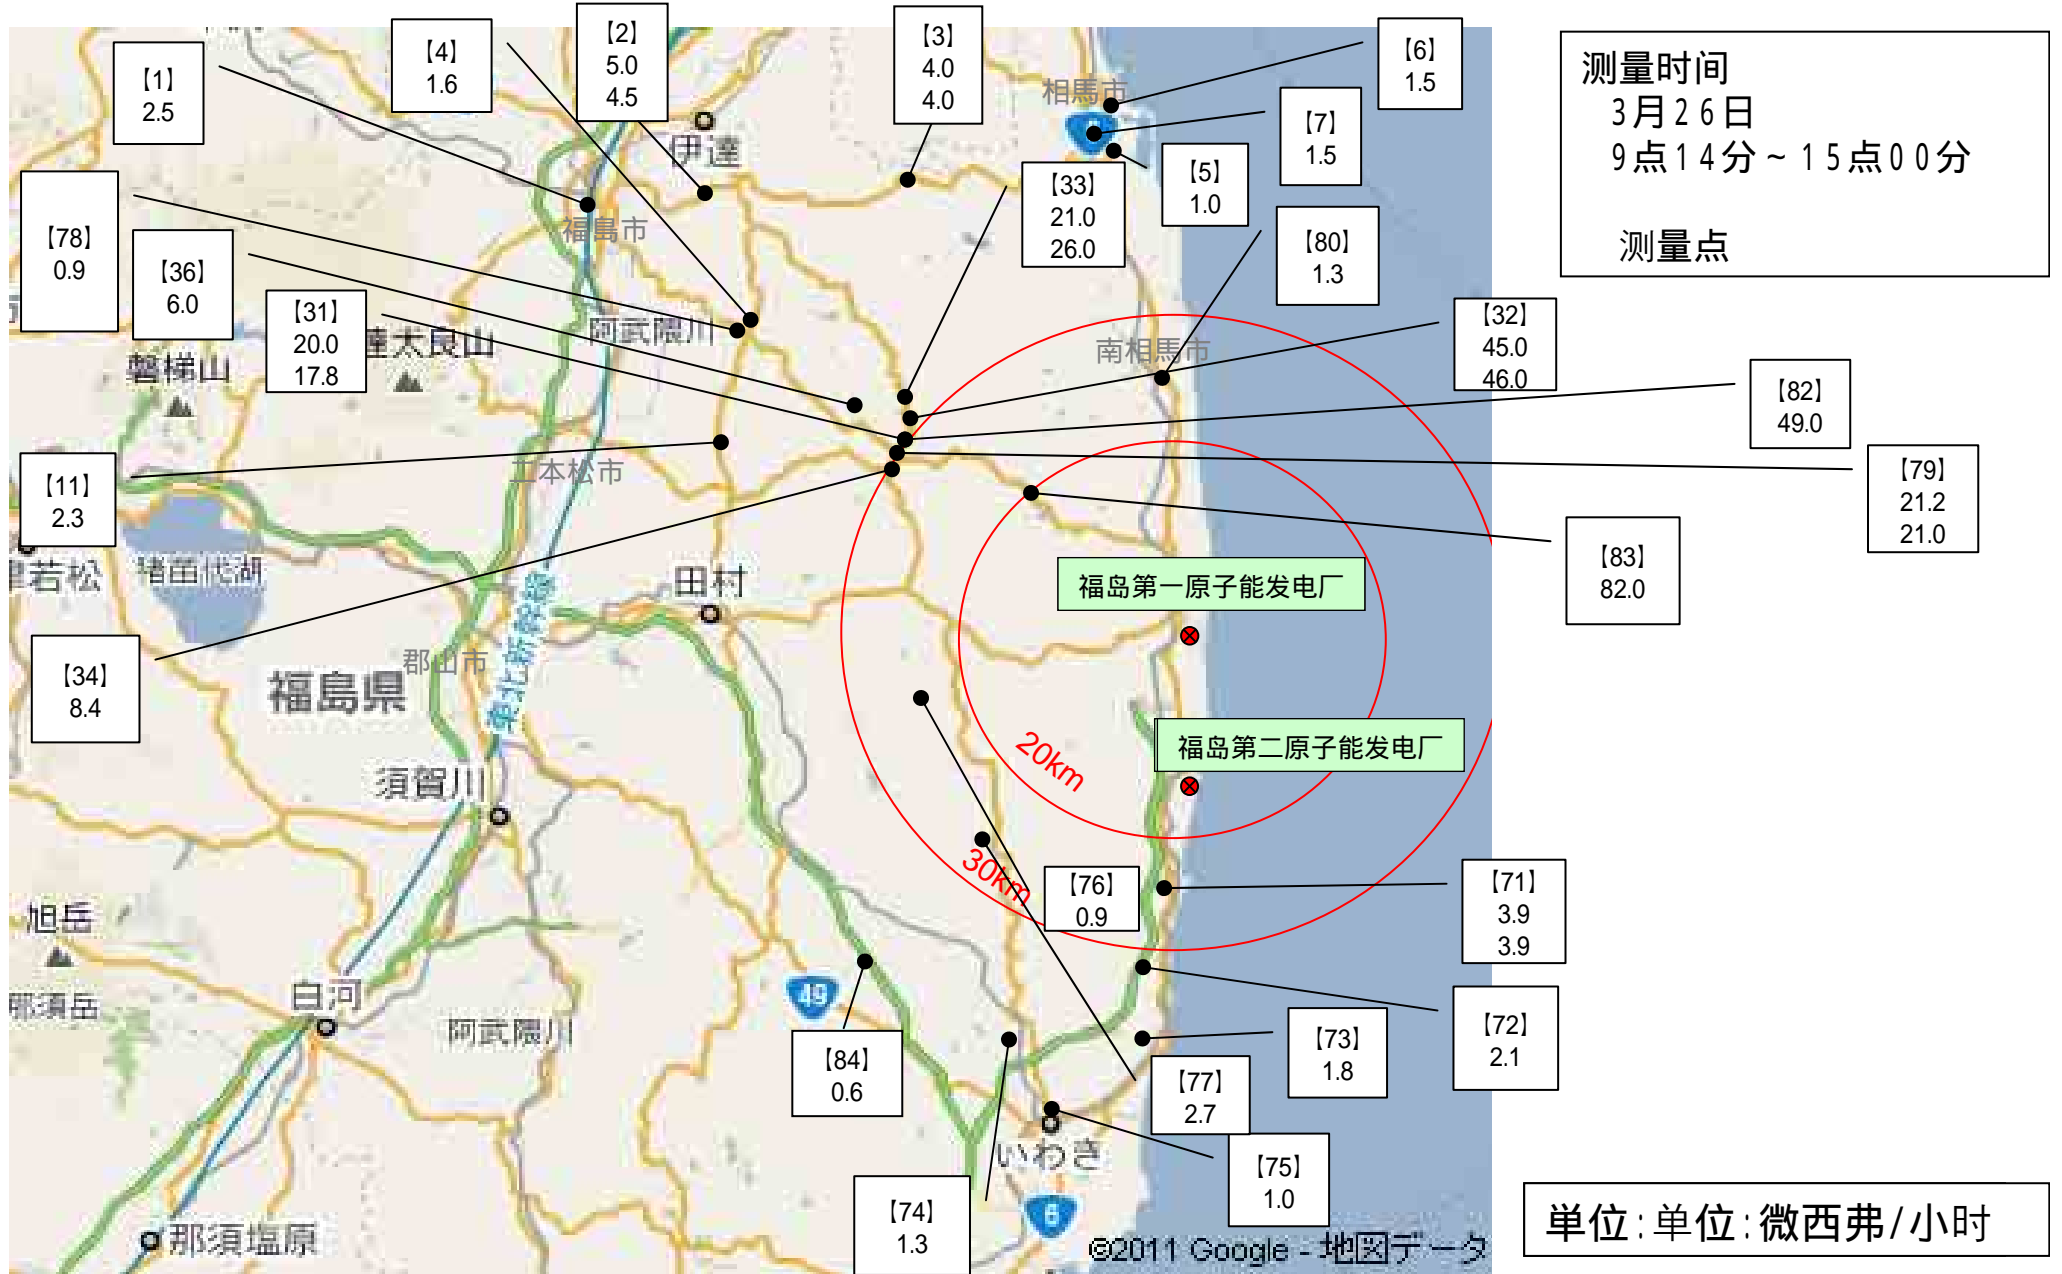 【1】
2.5
【4】
1.6
【2】
5.0
4.5
【3】
4.0
4.0
【6】
1.5
【7】
1.5
【5】
1.0
【33】
21.0
26.0
【80】
1.3
测量时间
3月26日
9点14分~15点00分
测量点
【78】
0.9
【36】
6.0
【31】
20.0
17.8
【32】
45.0
46.0
【82】
49.0
【79】
21.2
21.0
【83】
82.0
【11】
2.3
【34】
8.4
相馬市
伊達
福島市
阿武隈川
達太良山
磐梯山
南相馬市
二本松市
猪苗代湖
若松
田村
东北新幹線
郡山市
福島県
福岛第一原子能发电厂
福岛第二原子能发电厂
20km
30km
須賀川
【76】
0.9
【71】
3.9
3.9
旭岳
那須岳
白河
阿武隈川
49
【84】
0.6
【72】
2.1
【73】
1.8
【77】
2.7
いわき
【75】
1.0
【74】
1.3
6
那須塩原
©2011 Google - 地図データ
単位:单位:微西弗/小时